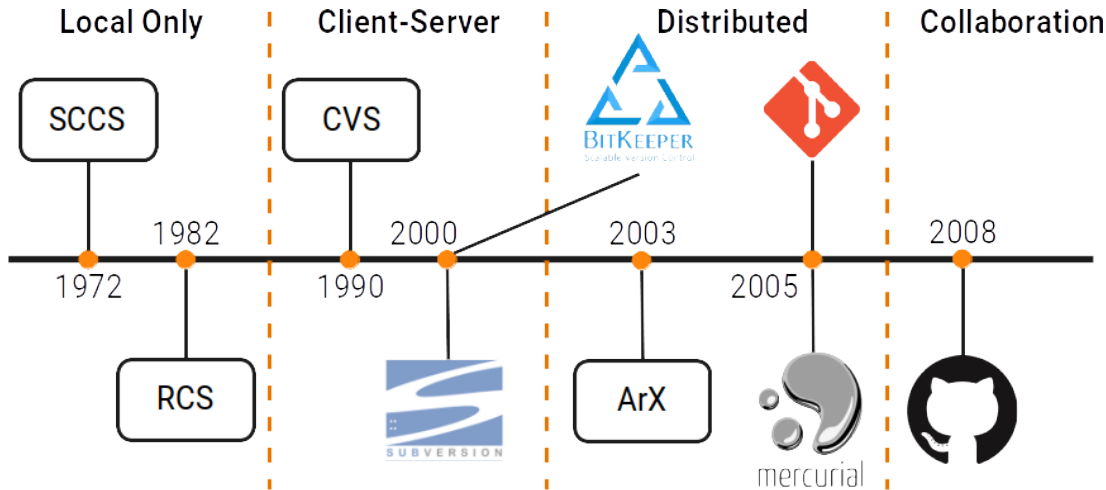 Local Only
Client-Server
Distributed
Collaboration
SCCS
CVS
BITKEEPER
Scalable Version Control
1982
2000
2003
2008
1972
1990
2005
RCS
SUBVERSION
ArX
mercurial